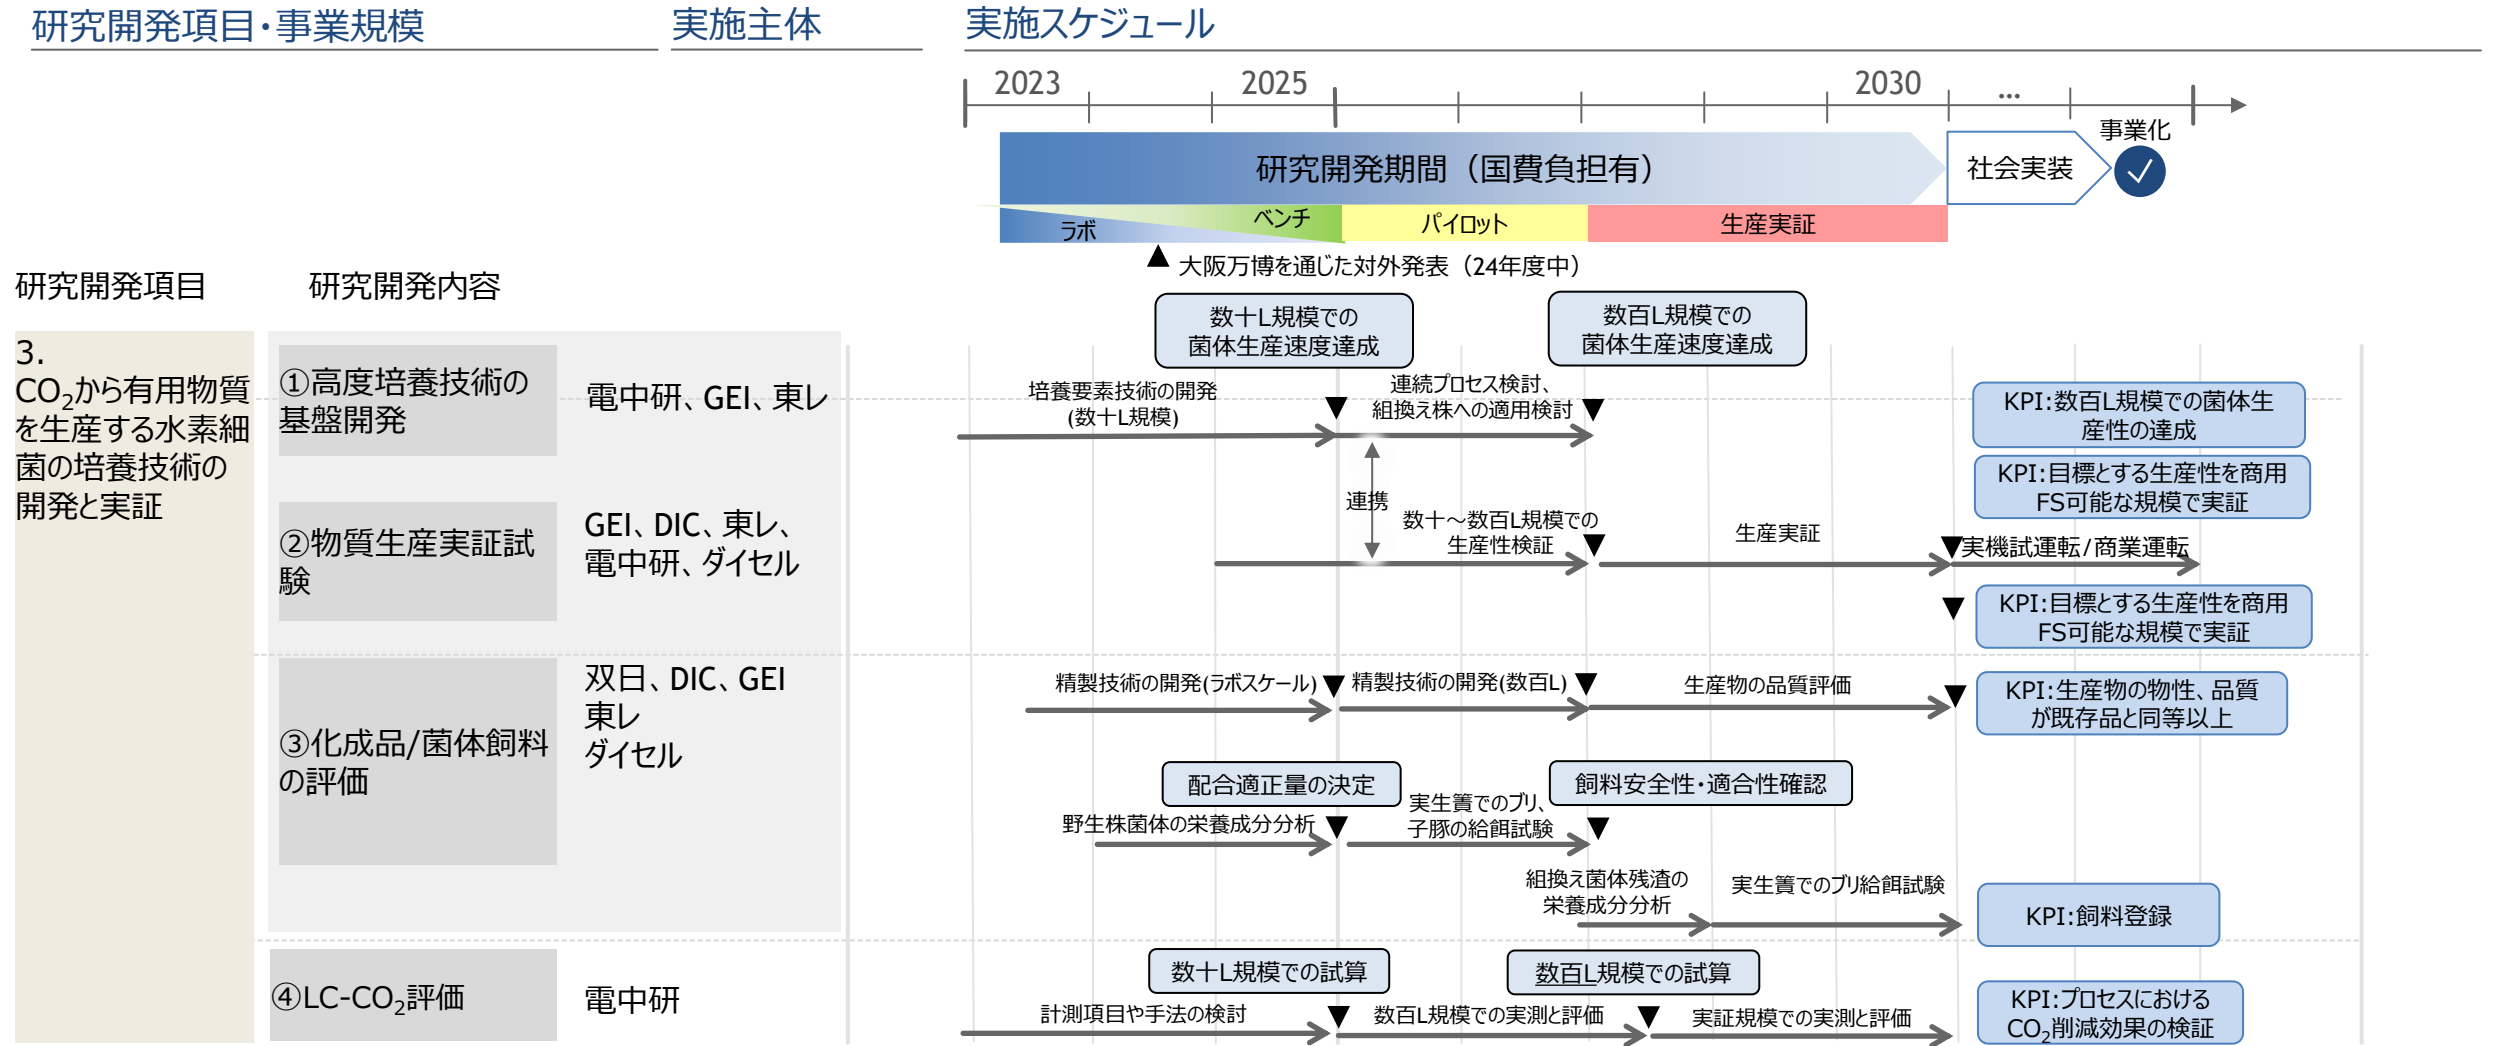 研究開発項目・事業規模
実施主体
実施スケジュール
2023
2025
2030
…
研究開発期間（国費負担有）
社会実装
事業化
ラボ
ベンチ
パイロット
生産実証
▲ 大阪万博を通じた対外発表（24年度中）
研究開発項目
研究開発内容
数十L規模での
菌体生産速度達成
数百L規模での
菌体生産速度達成
3.
CO₂から有用物質
を生産する水素細
菌の培養技術の
開発と実証
①高度培養技術の
基盤開発
電中研、GEI、東レ
培養要素技術の開発
(数十L規模)
連続プロセス検討、
組換え株への適用検討
KPI:数百L規模での菌体生
産性の達成
連携
KPI:目標とする生産性を商用
FS可能な規模で実証
②物質生産実証試
験
GEI、DIC、東レ、
電中研、ダイセル
数十～数百L規模での
生産性検証
生産実証
実機試運転/商業運転
KPI:目標とする生産性を商用
FS可能な規模で実証
③化成品/菌体飼料
の評価
双日、DIC、GEI
東レ
ダイセル
精製技術の開発(ラボスケール)
精製技術の開発(数百L)
生産物の品質評価
KPI:生産物の物性、品質
が既存品と同等以上
配合適正量の決定
飼料安全性・適合性確認
野生株菌体の栄養成分分析
実生簀でのブリ、
子豚の給餌試験
組換え菌体残渣の
栄養成分分析
実生簀でのブリ給餌試験
KPI:飼料登録
④LC-CO₂評価
電中研
数十L規模での試算
数百L規模での試算
計測項目や手法の検討
数百L規模での実測と評価
実証規模での実測と評価
KPI:プロセスにおける
CO₂削減効果の検証